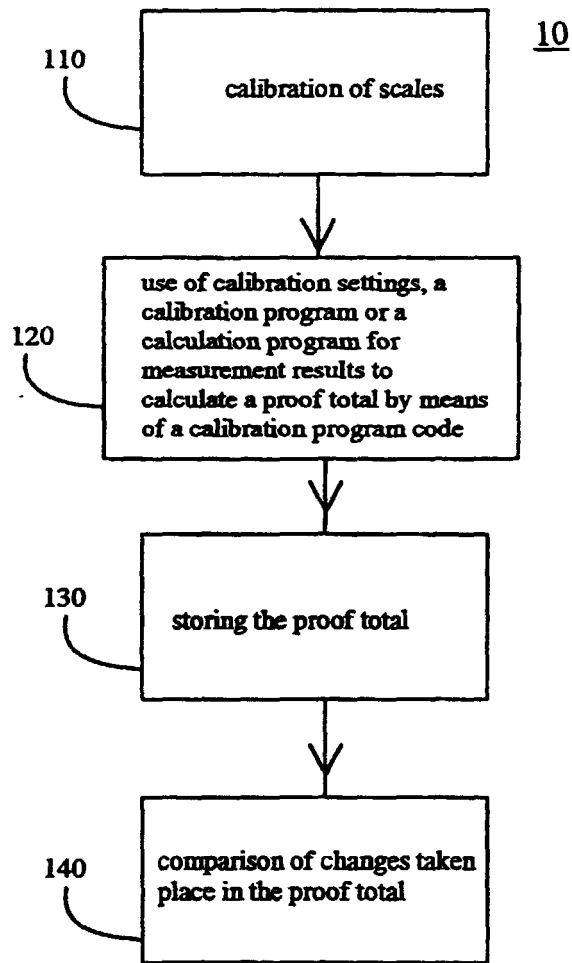 10
110
calibration of scales
120
use of calibration settings, a
calibration program or a
calculation program for
measurement results to
calculate a proof total by means
of a calibration program code
130
storing the proof total
140
comparison of changes taken
place in the proof total